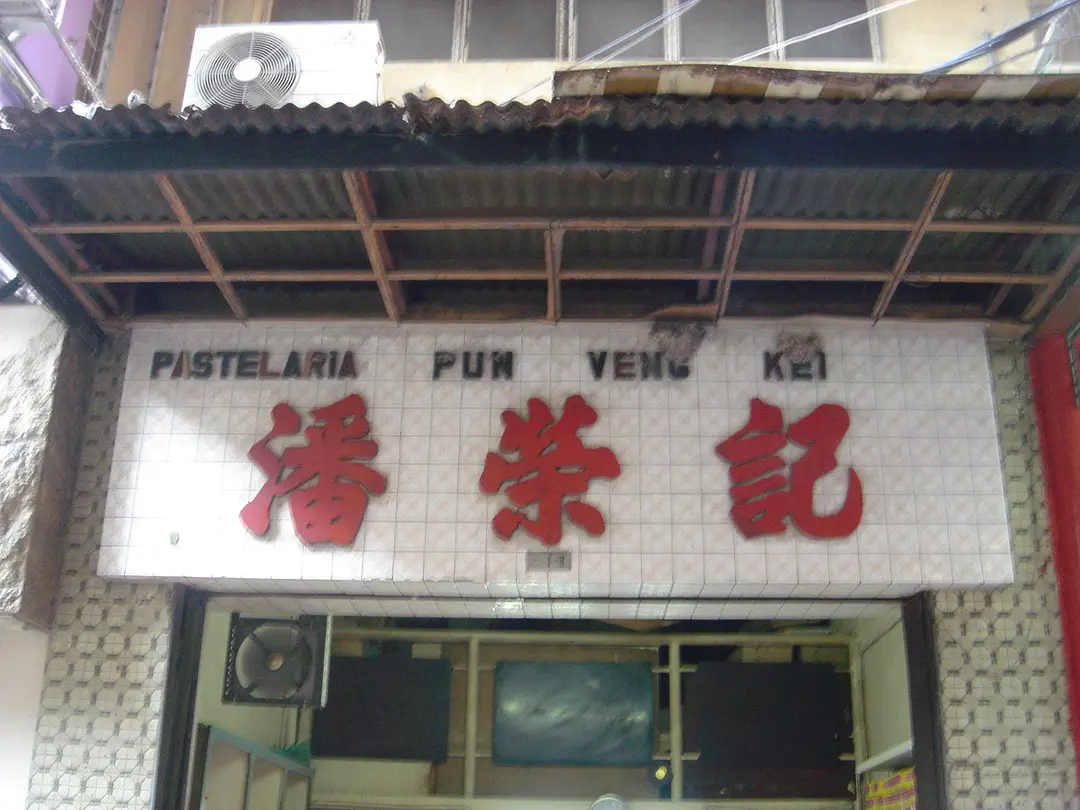 PASTELARIA PUN VENG KEI
潘榮記